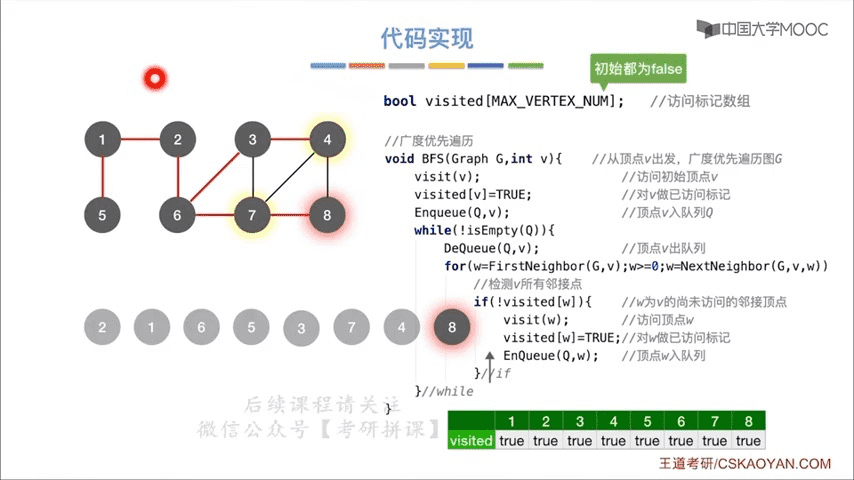 代码实现
中国大学MOOC
初始都为false
bool visited[MAX_VERTEX_NUM]; //访问标记数组
//广度优先遍历
void BFS(Graph G,int v){ //从顶点v出发，广度优先遍历图G
visit(v); //访问初始顶点v
visited[v]=TRUE; //对v做已访问标记
Enqueue(Q,v); //顶点v入队列Q
while(!isEmpty(Q)){
DeQueue(Q,v); //顶点v出队列
for(w=FirstNeighbor(G,v);w>=0;w=NextNeighbor(G,v,w))
//检测v所有邻接点
if(!visited[w]){ //w为v的尚未访问的邻接顶点
visit(w); //访问顶点w
visited[w]=TRUE;//对w做已访问标记
EnQueue(Q,w); //顶点w入队列
}//if
}//while
}
1 2 3 4
5 6 7 8
2 1 6 5 3 7 4 8
后续课程请关注
微信公众号【考研拼课】
1 2 3 4 5 6 7 8
visited true true true true true true true true
王道考研/CSKAOYAN.COM